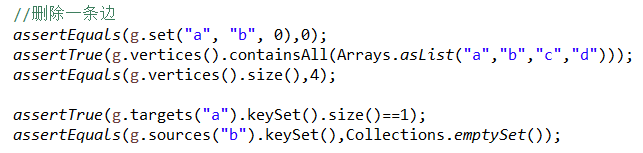 //删除一条边
assertEquals(g.set("a", "b", 0),0);
assertTrue(g.vertices().containsAll(Arrays.asList("a","b","c","d")));
assertEquals(g.vertices().size(),4);
assertTrue(g.targets("a").keySet().size()==1);
assertEquals(g.sources("b").keySet(),Collections.emptySet());